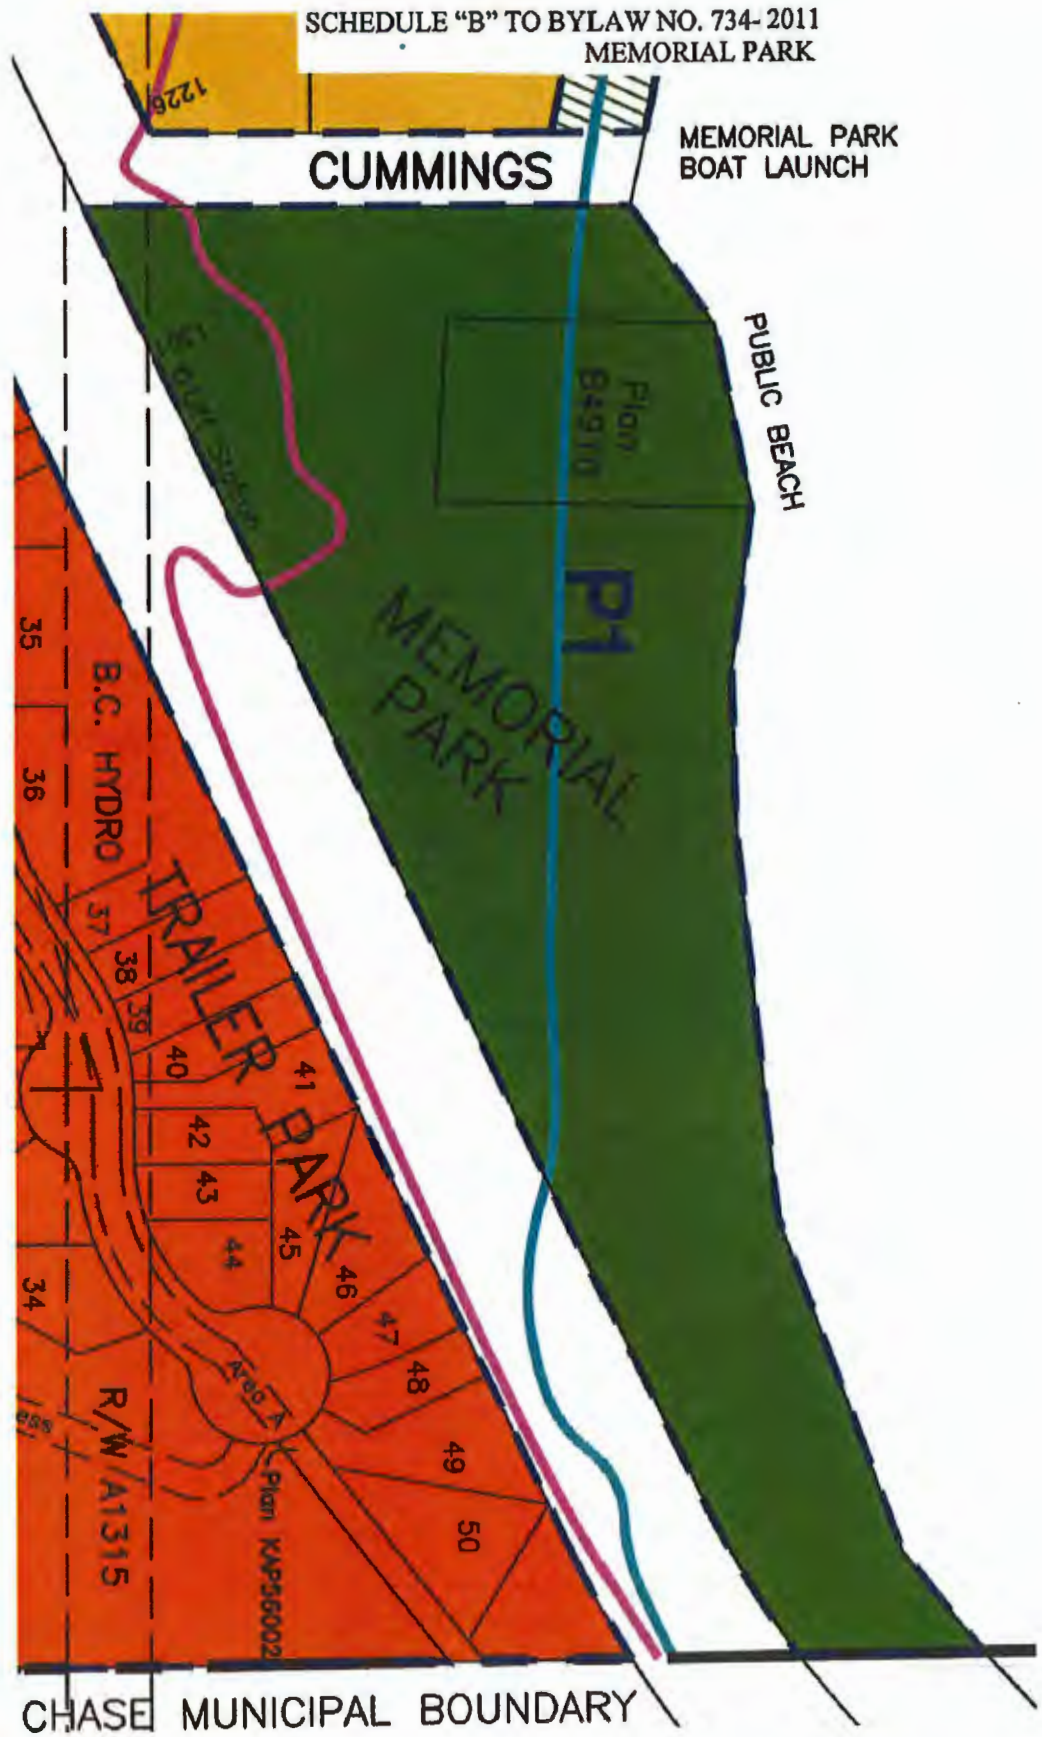 SCHEDULE “B” TO BYLAW NO. 734- 2011
MEMORIAL PARK
1226
CUMMINGS
MEMORIAL PARK
BOAT LAUNCH
PUBLIC BEACH
Plan
B4910
P1
MEMORIAL
PARK
35
36
B.C. HYDRO
TRAILER PARK
37
38
39
40
41
42
43
44
45
46
47
48
49
50
34
Area A
R/W A1315
Plan KAP56002
ess
CHASE MUNICIPAL BOUNDARY